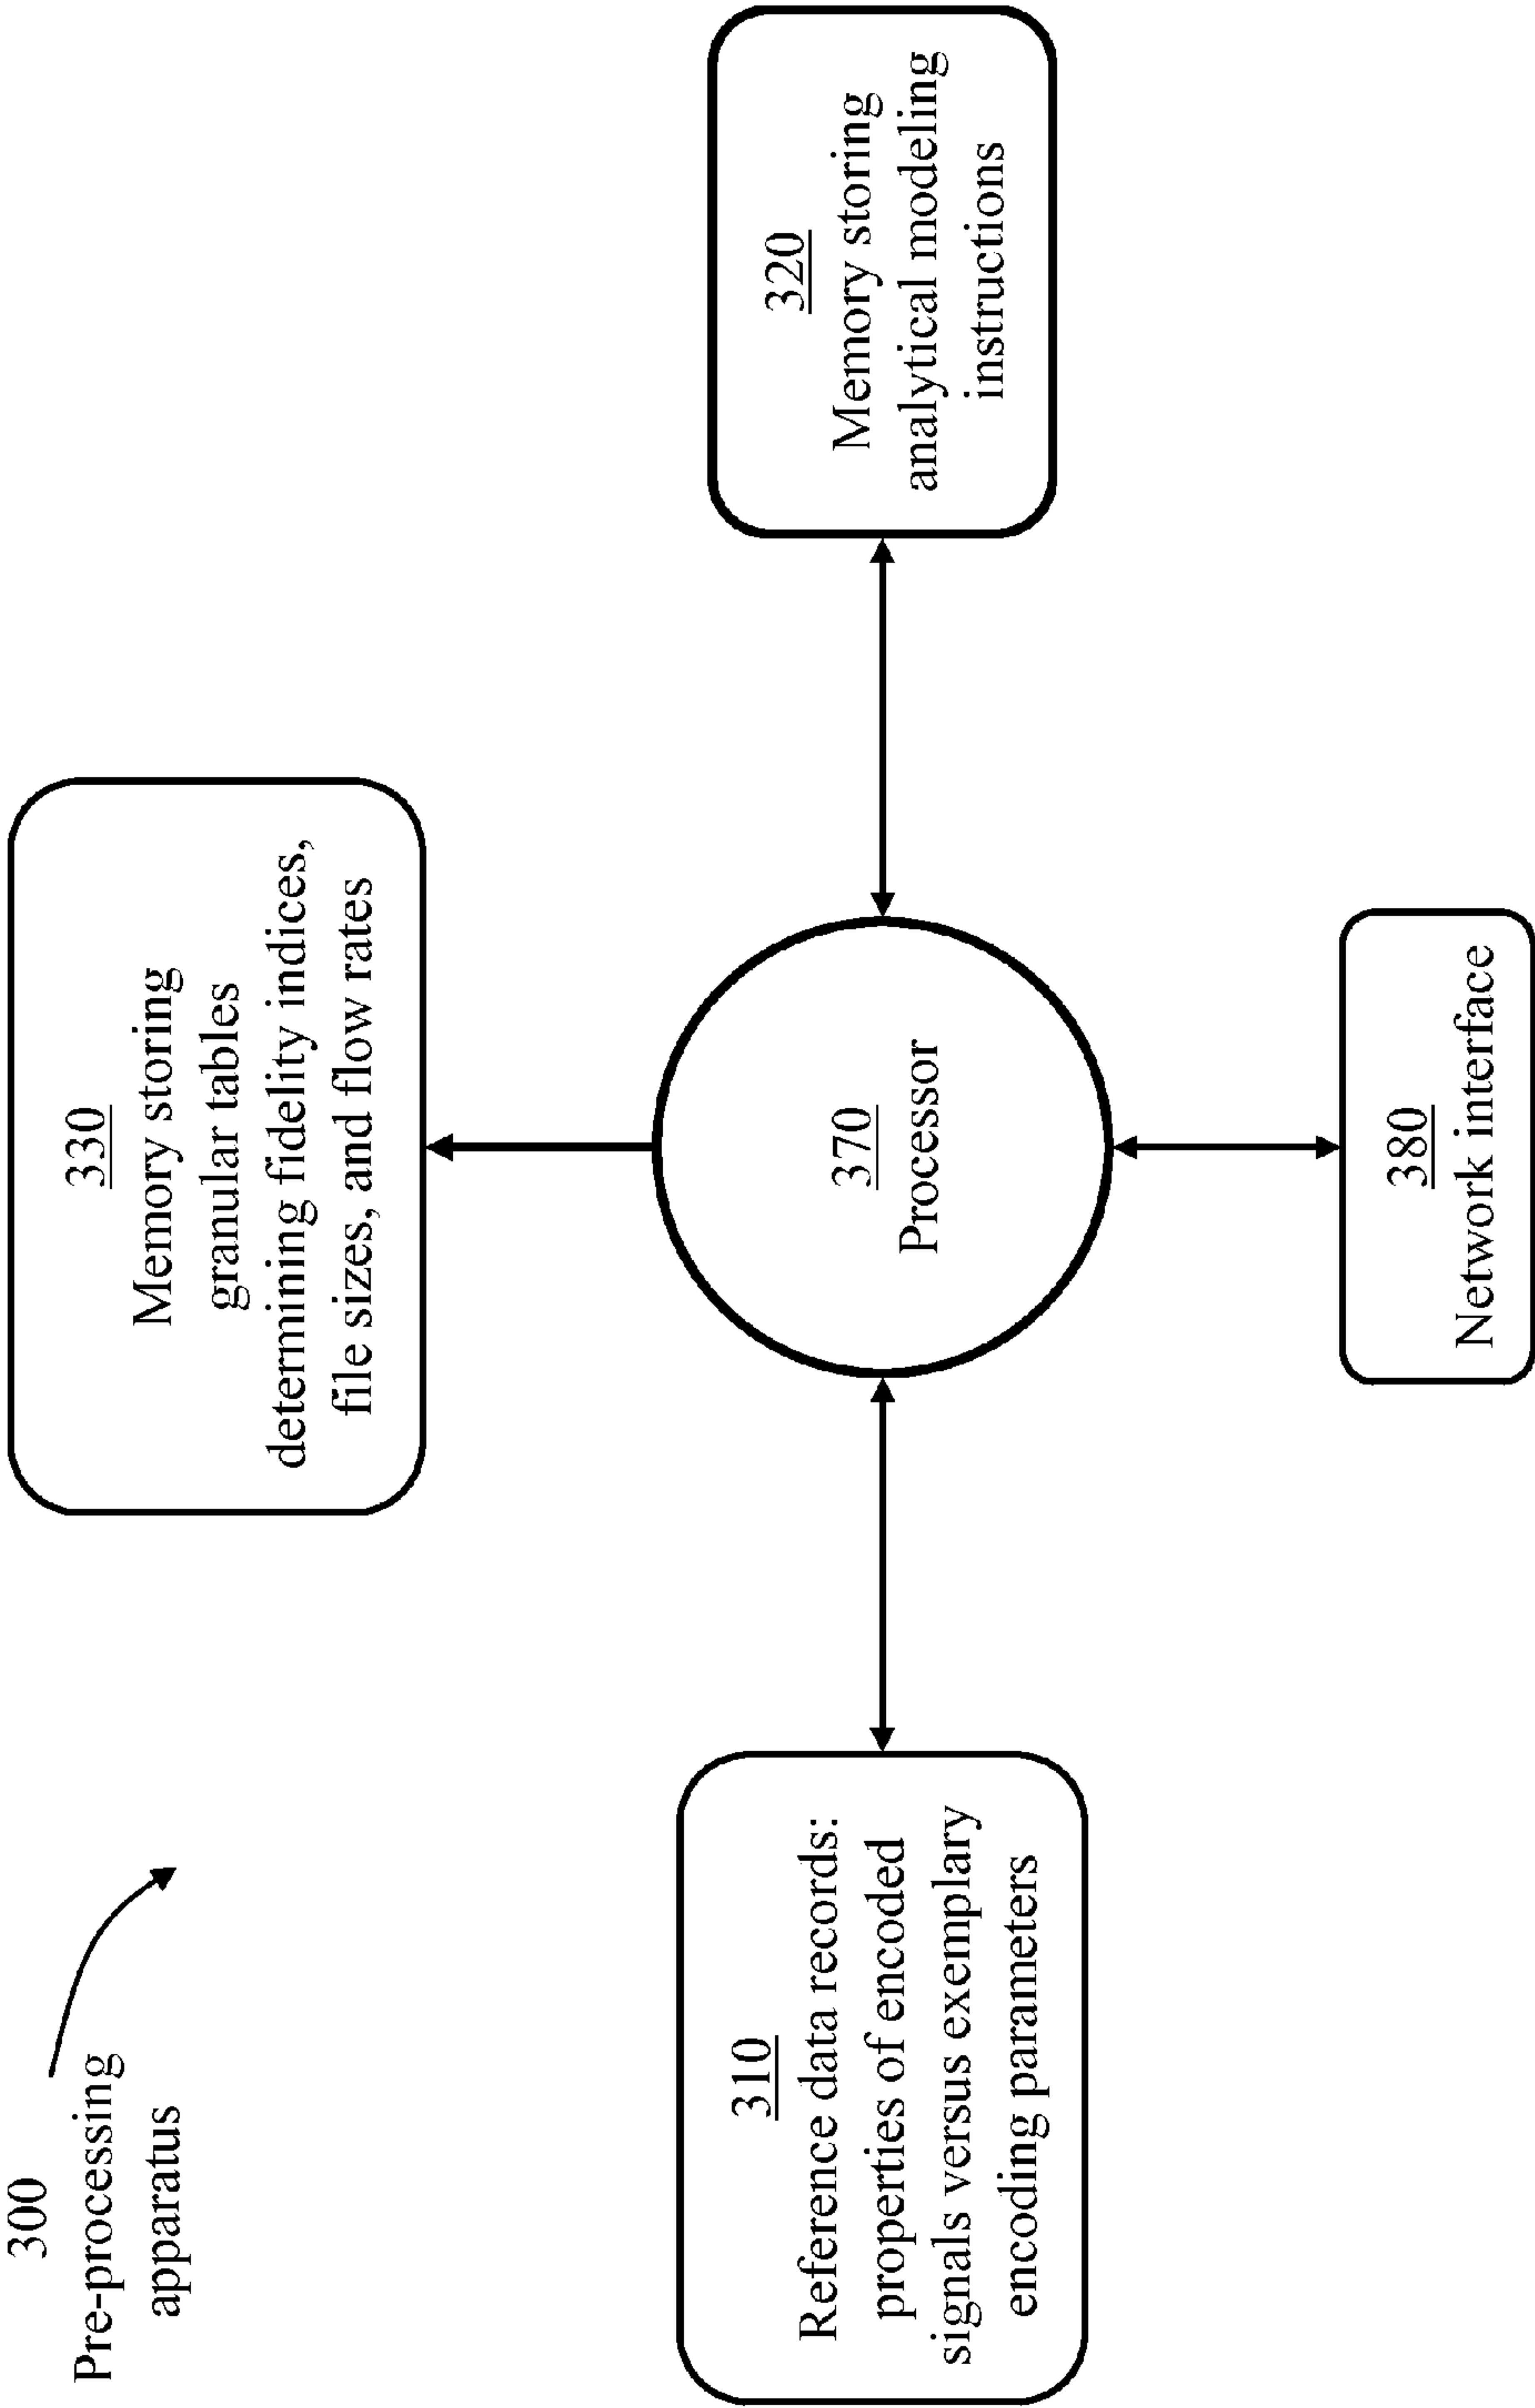 300
Pre-processing
apparatus
330
Memory storing
granular tables
determining fidelity indices,
file sizes, and flow rates
310
Reference data records:
properties of encoded
signals versus exemplary
encoding parameters
370
Processor
320
Memory storing
analytical modeling
instructions
380
Network interface